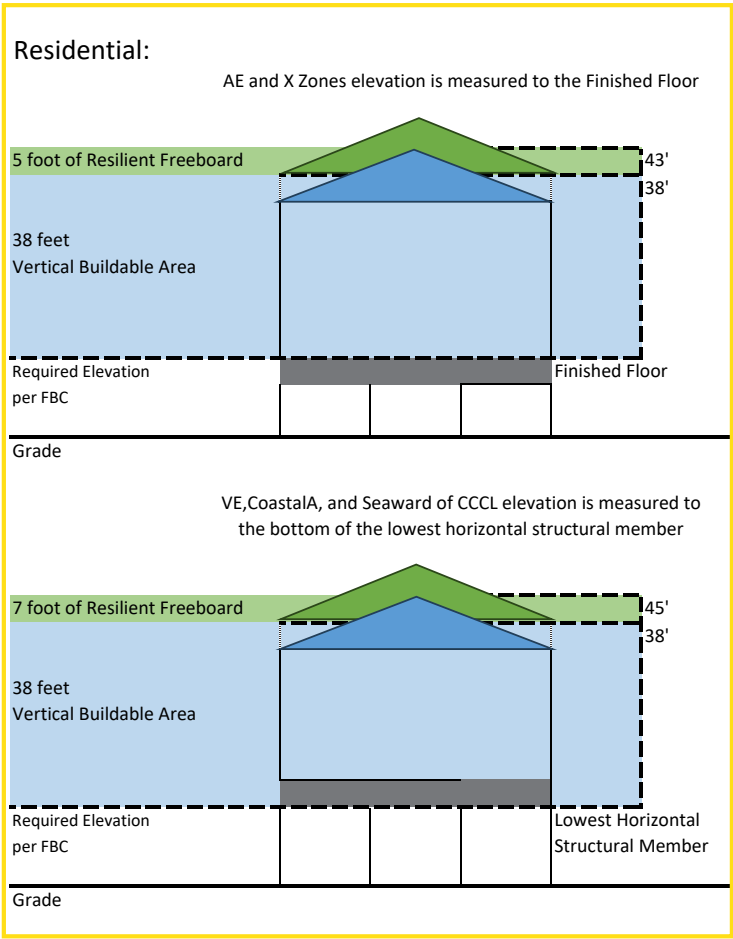 Residential:
AE and X Zones elevation is measured to the Finished Floor
5 foot of Resilient Freeboard
43'
38'
38 feet
Vertical Buildable Area
Required Elevation
per FBC
Finished Floor
Grade
VE,CoastalA, and Seaward of CCCL elevation is measured to
the bottom of the lowest horizontal structural member
7 foot of Resilient Freeboard
45'
38'
38 feet
Vertical Buildable Area
Required Elevation
per FBC
Lowest Horizontal
Structural Member
Grade